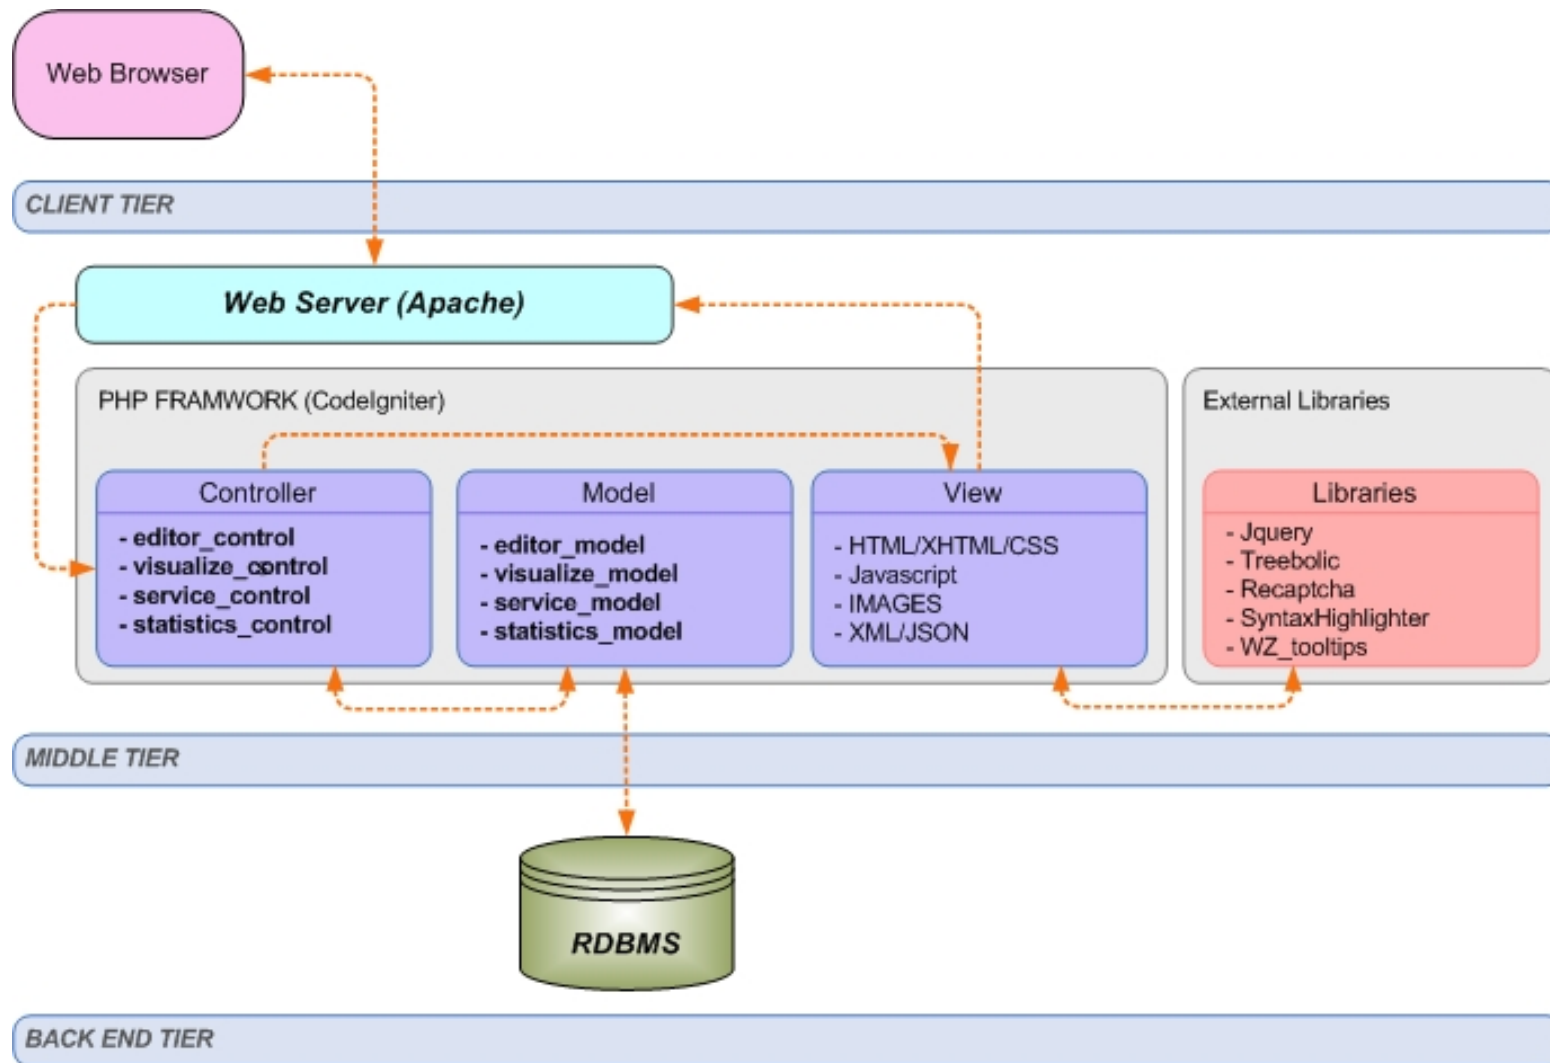 Web Browser
CLIENT TIER
Web Server (Apache)
PHP FRAMWORK (CodeIgniter)
External Libraries
Controller
- editor_control
- visualize_control
- service_control
- statistics_control
Model
- editor_model
- visualize_model
- service_model
- statistics_model
View
- HTML/XHTML/CSS
- Javascript
- IMAGES
- XML/JSON
Libraries
- Jquery
- Treebolic
- Recaptcha
- SyntaxHighlighter
- WZ_tooltips
MIDDLE TIER
RDBMS
BACK END TIER